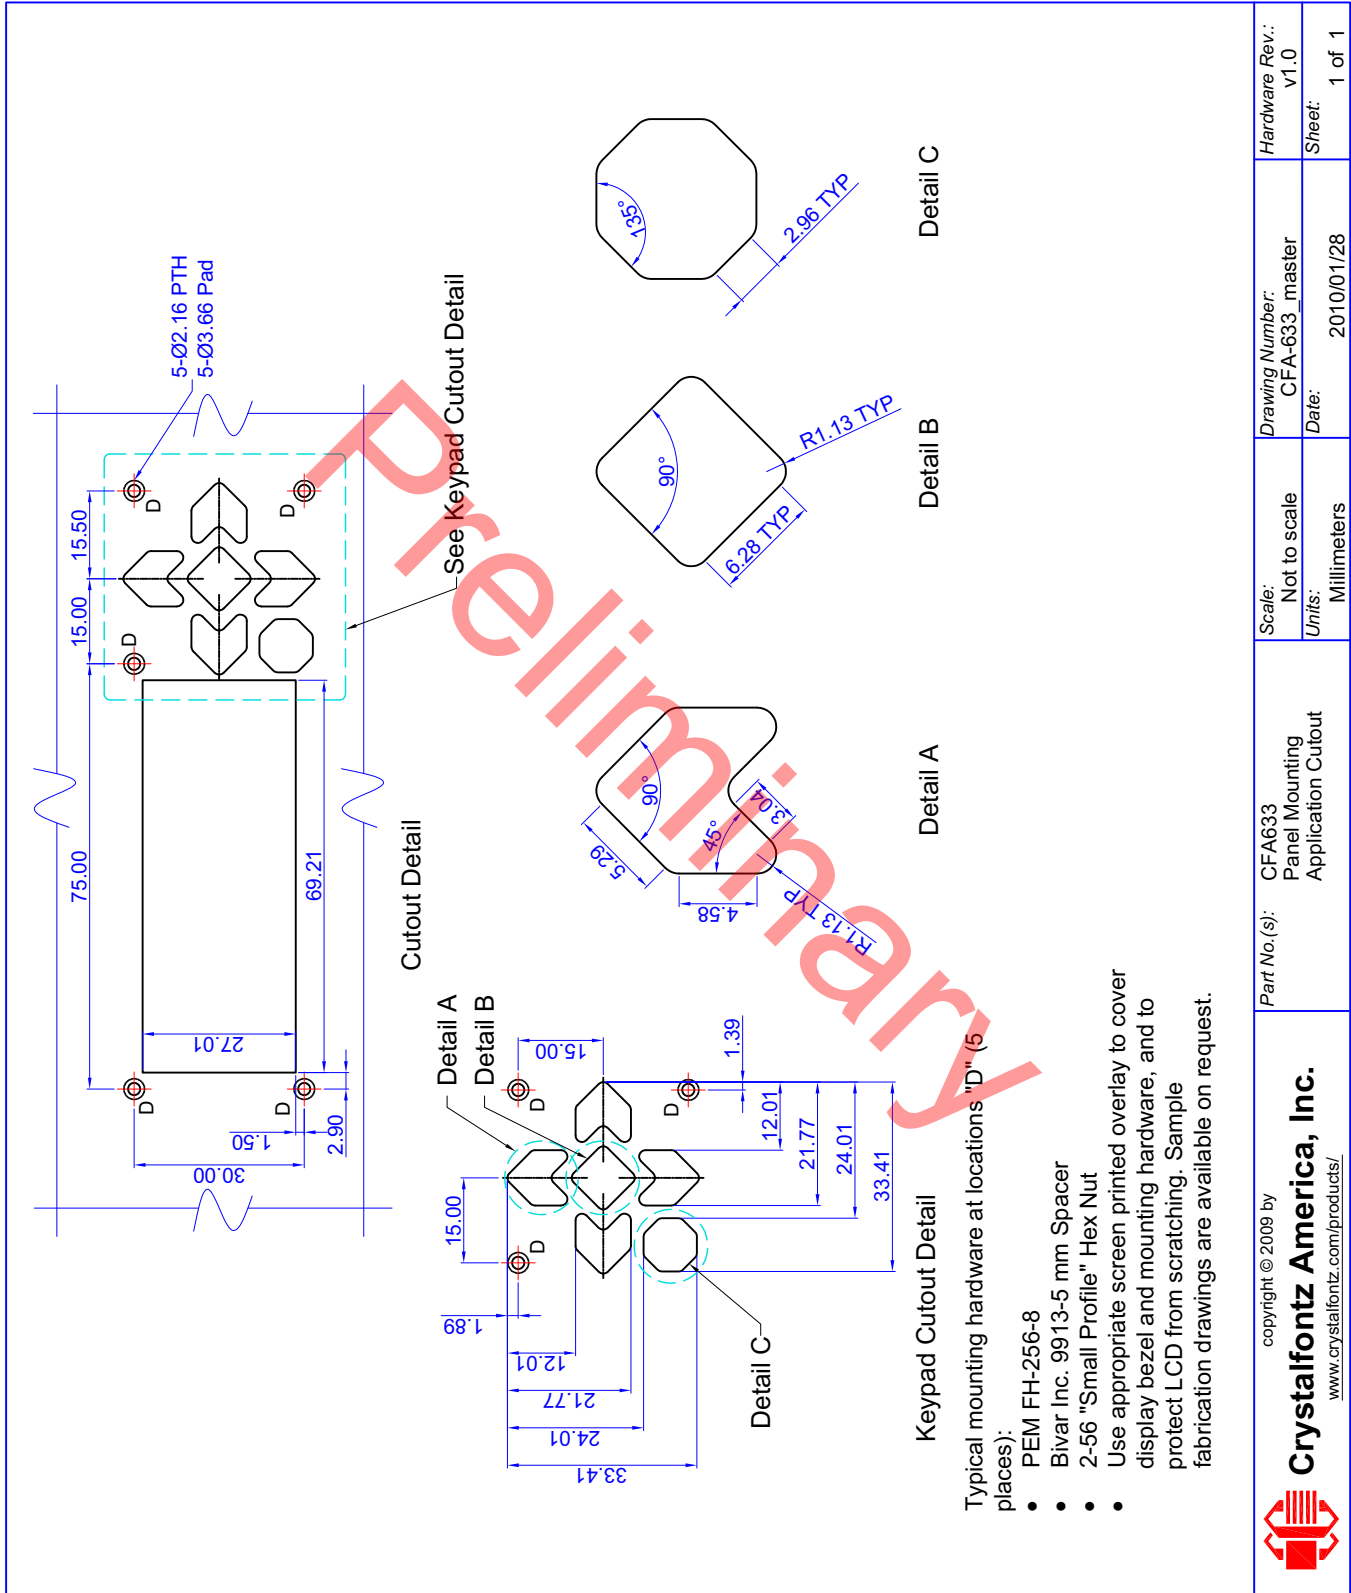 5-Ø2.16 PTH
5-Ø3.66 Pad
See Keypad Cutout Detail
15.50
15.00
75.00
69.21
27.01
30.00
1.50
2.90
D
D
D
D
D
Cutout Detail
Detail A
Detail B
Detail C
15.00
15.00
1.89
1.39
12.01
21.77
24.01
33.41
12.01
21.77
24.01
33.41
D
D
D
Keypad Cutout Detail
5.29
90°
45°
3.04
4.58
R1.13 TYP
Detail A
90°
6.28 TYP
R1.13 TYP
Detail B
135°
2.96 TYP
Detail C
Typical mounting hardware at locations "D" (5
places):
• PEM FH-256-8
• Bivar Inc. 9913-5 mm Spacer
• 2-56 "Small Profile" Hex Nut
• Use appropriate screen printed overlay to cover
display bezel and mounting hardware, and to
protect LCD from scratching. Sample
fabrication drawings are available on request.
Preliminary
copyright © 2009 by
Crystalfontz America, Inc.
www.crystalfontz.com/products/
Part No.(s): CFA633
Panel Mounting
Application Cutout
Scale:
Not to scale
Units:
Millimeters
Drawing Number:
CFA-633_master
Date:
2010/01/28
Hardware Rev.:
v1.0
Sheet:
1 of 1